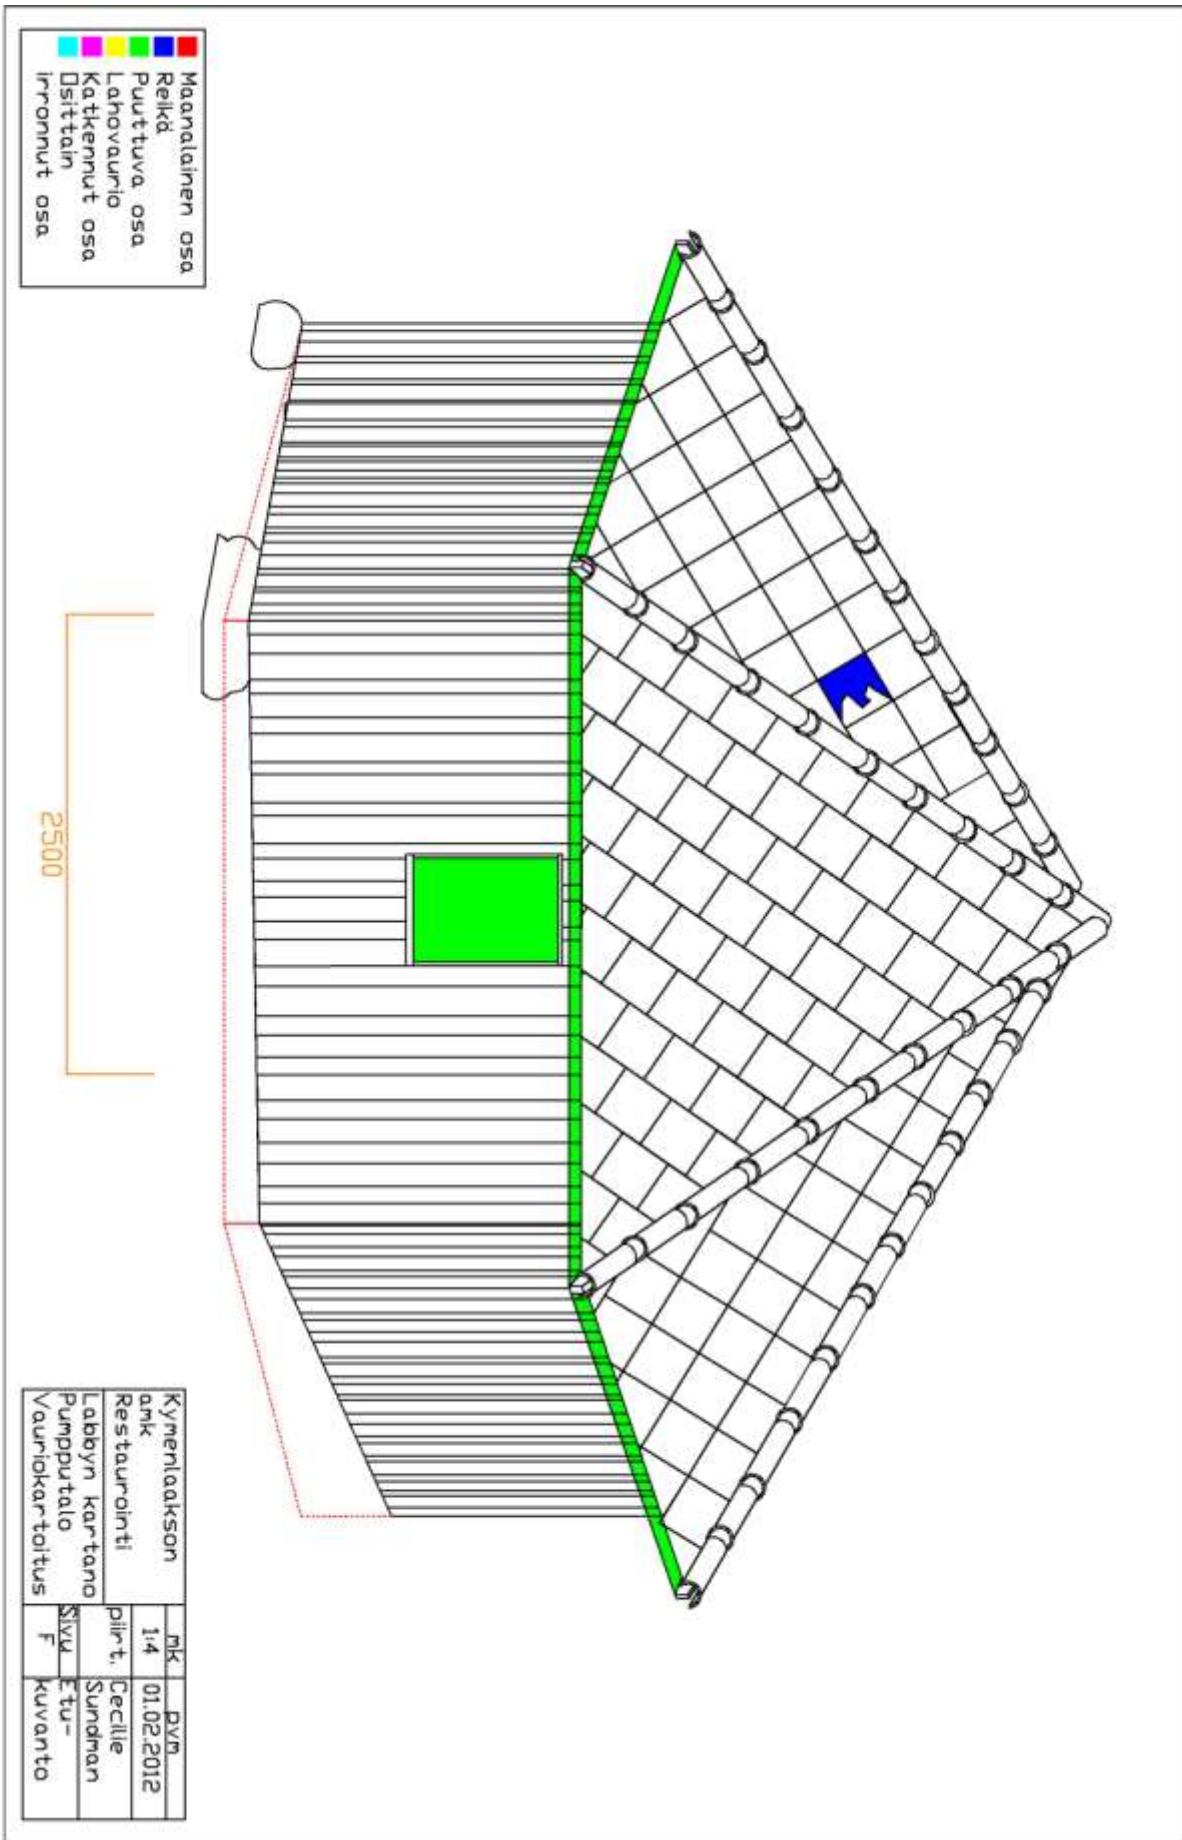 Maanalainen osa
Reikä
Puuttuva osa
Lahovaurio
Katkennut osa
Osittain
irronnut osa
2500
Kymenlaakson
amk
Restaurointi
Labbyn kartano
Pumpputalo
Vauriokartoitus
mk
pvm
1:4
01.02.2012
piirt.
Cecilie
Sundman
Sivu
F
Etu-
kuvanto